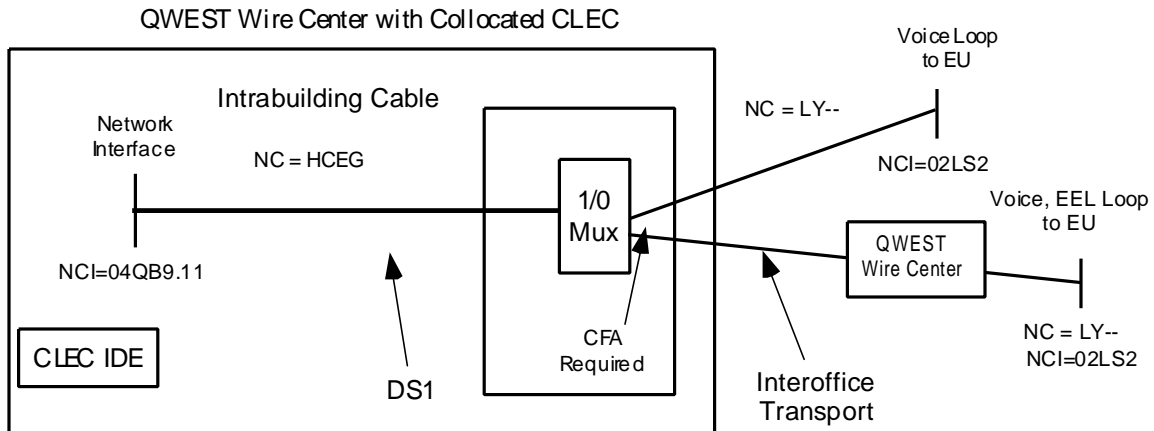 QWEST Wire Center with Collocated CLEC
Voice Loop
to EU
Intrabuilding Cable
NC = LY--
Network
Interface
NC = HCEG
NCI=02LS2
1/0
Mux
Voice, EEL Loop
to EU
QWEST
Wire Center
NCI=04QB9.11
CFA
Required
NC = LY--
NCI=02LS2
CLEC IDE
DS1
Interoffice
Transport